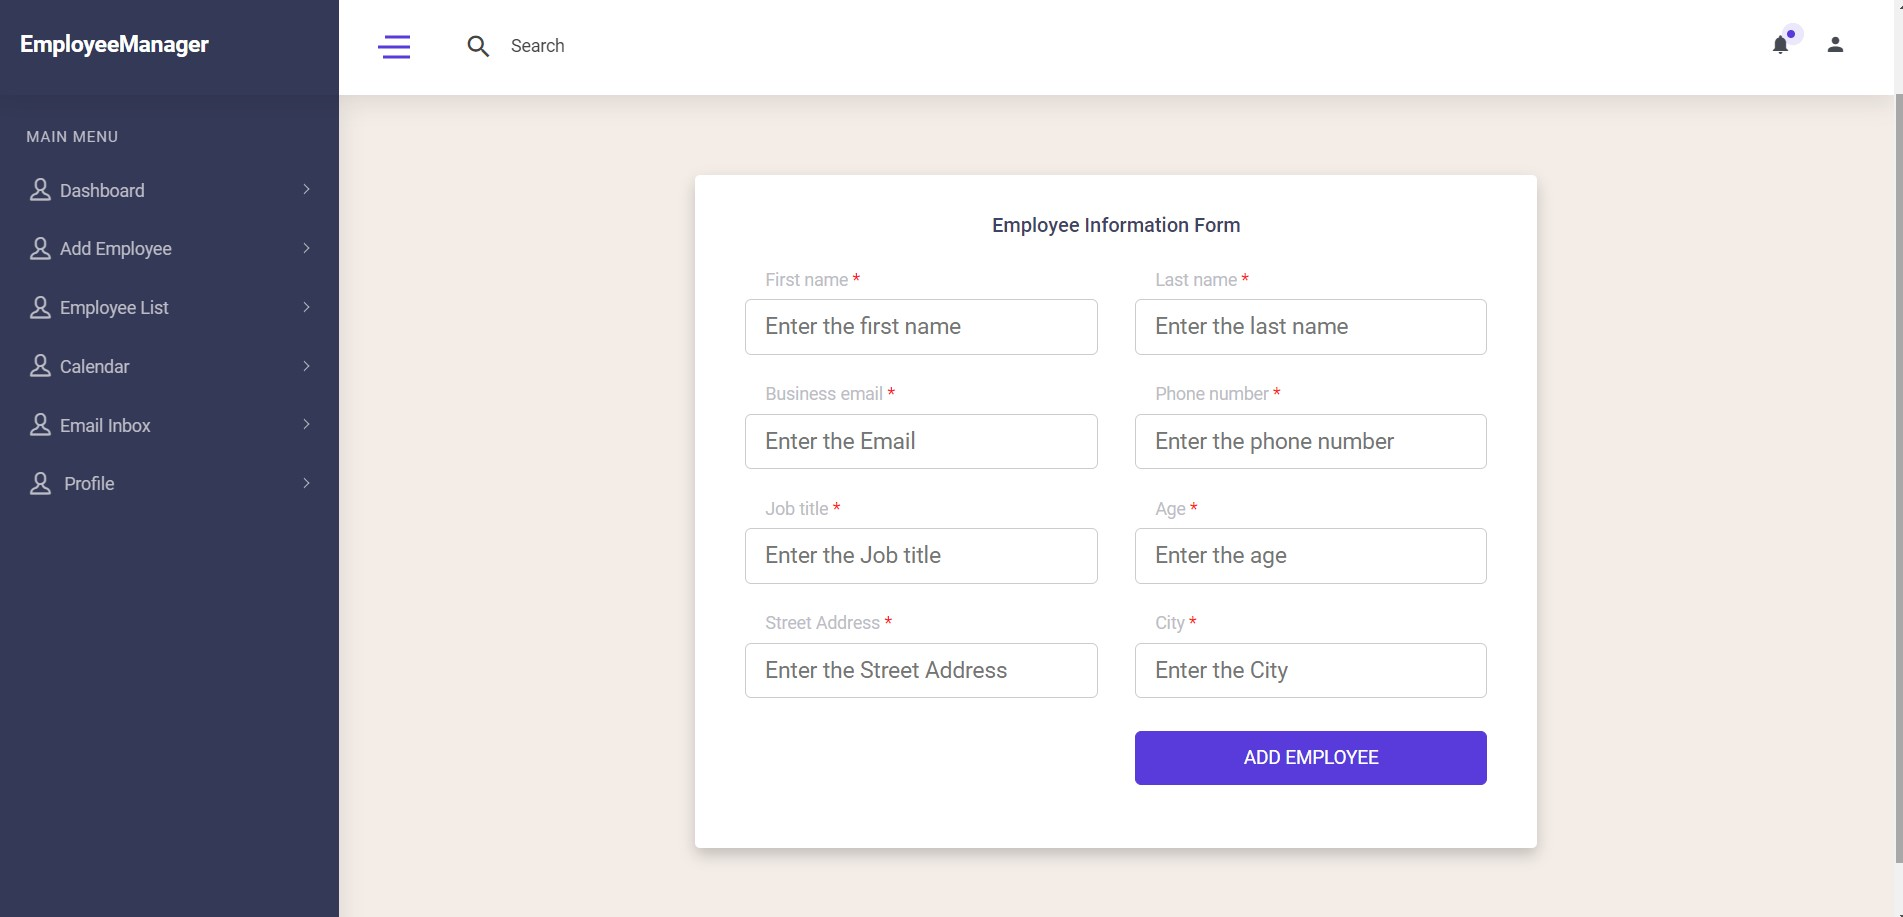 EmployeeManager
Search
MAIN MENU
Dashboard
Add Employee
Employee List
Calendar
Email Inbox
Profile
Employee Information Form
First name * Last name *
Enter the first name Enter the last name
Business email * Phone number *
Enter the Email Enter the phone number
Job title * Age *
Enter the Job title Enter the age
Street Address * City *
Enter the Street Address Enter the City
ADD EMPLOYEE